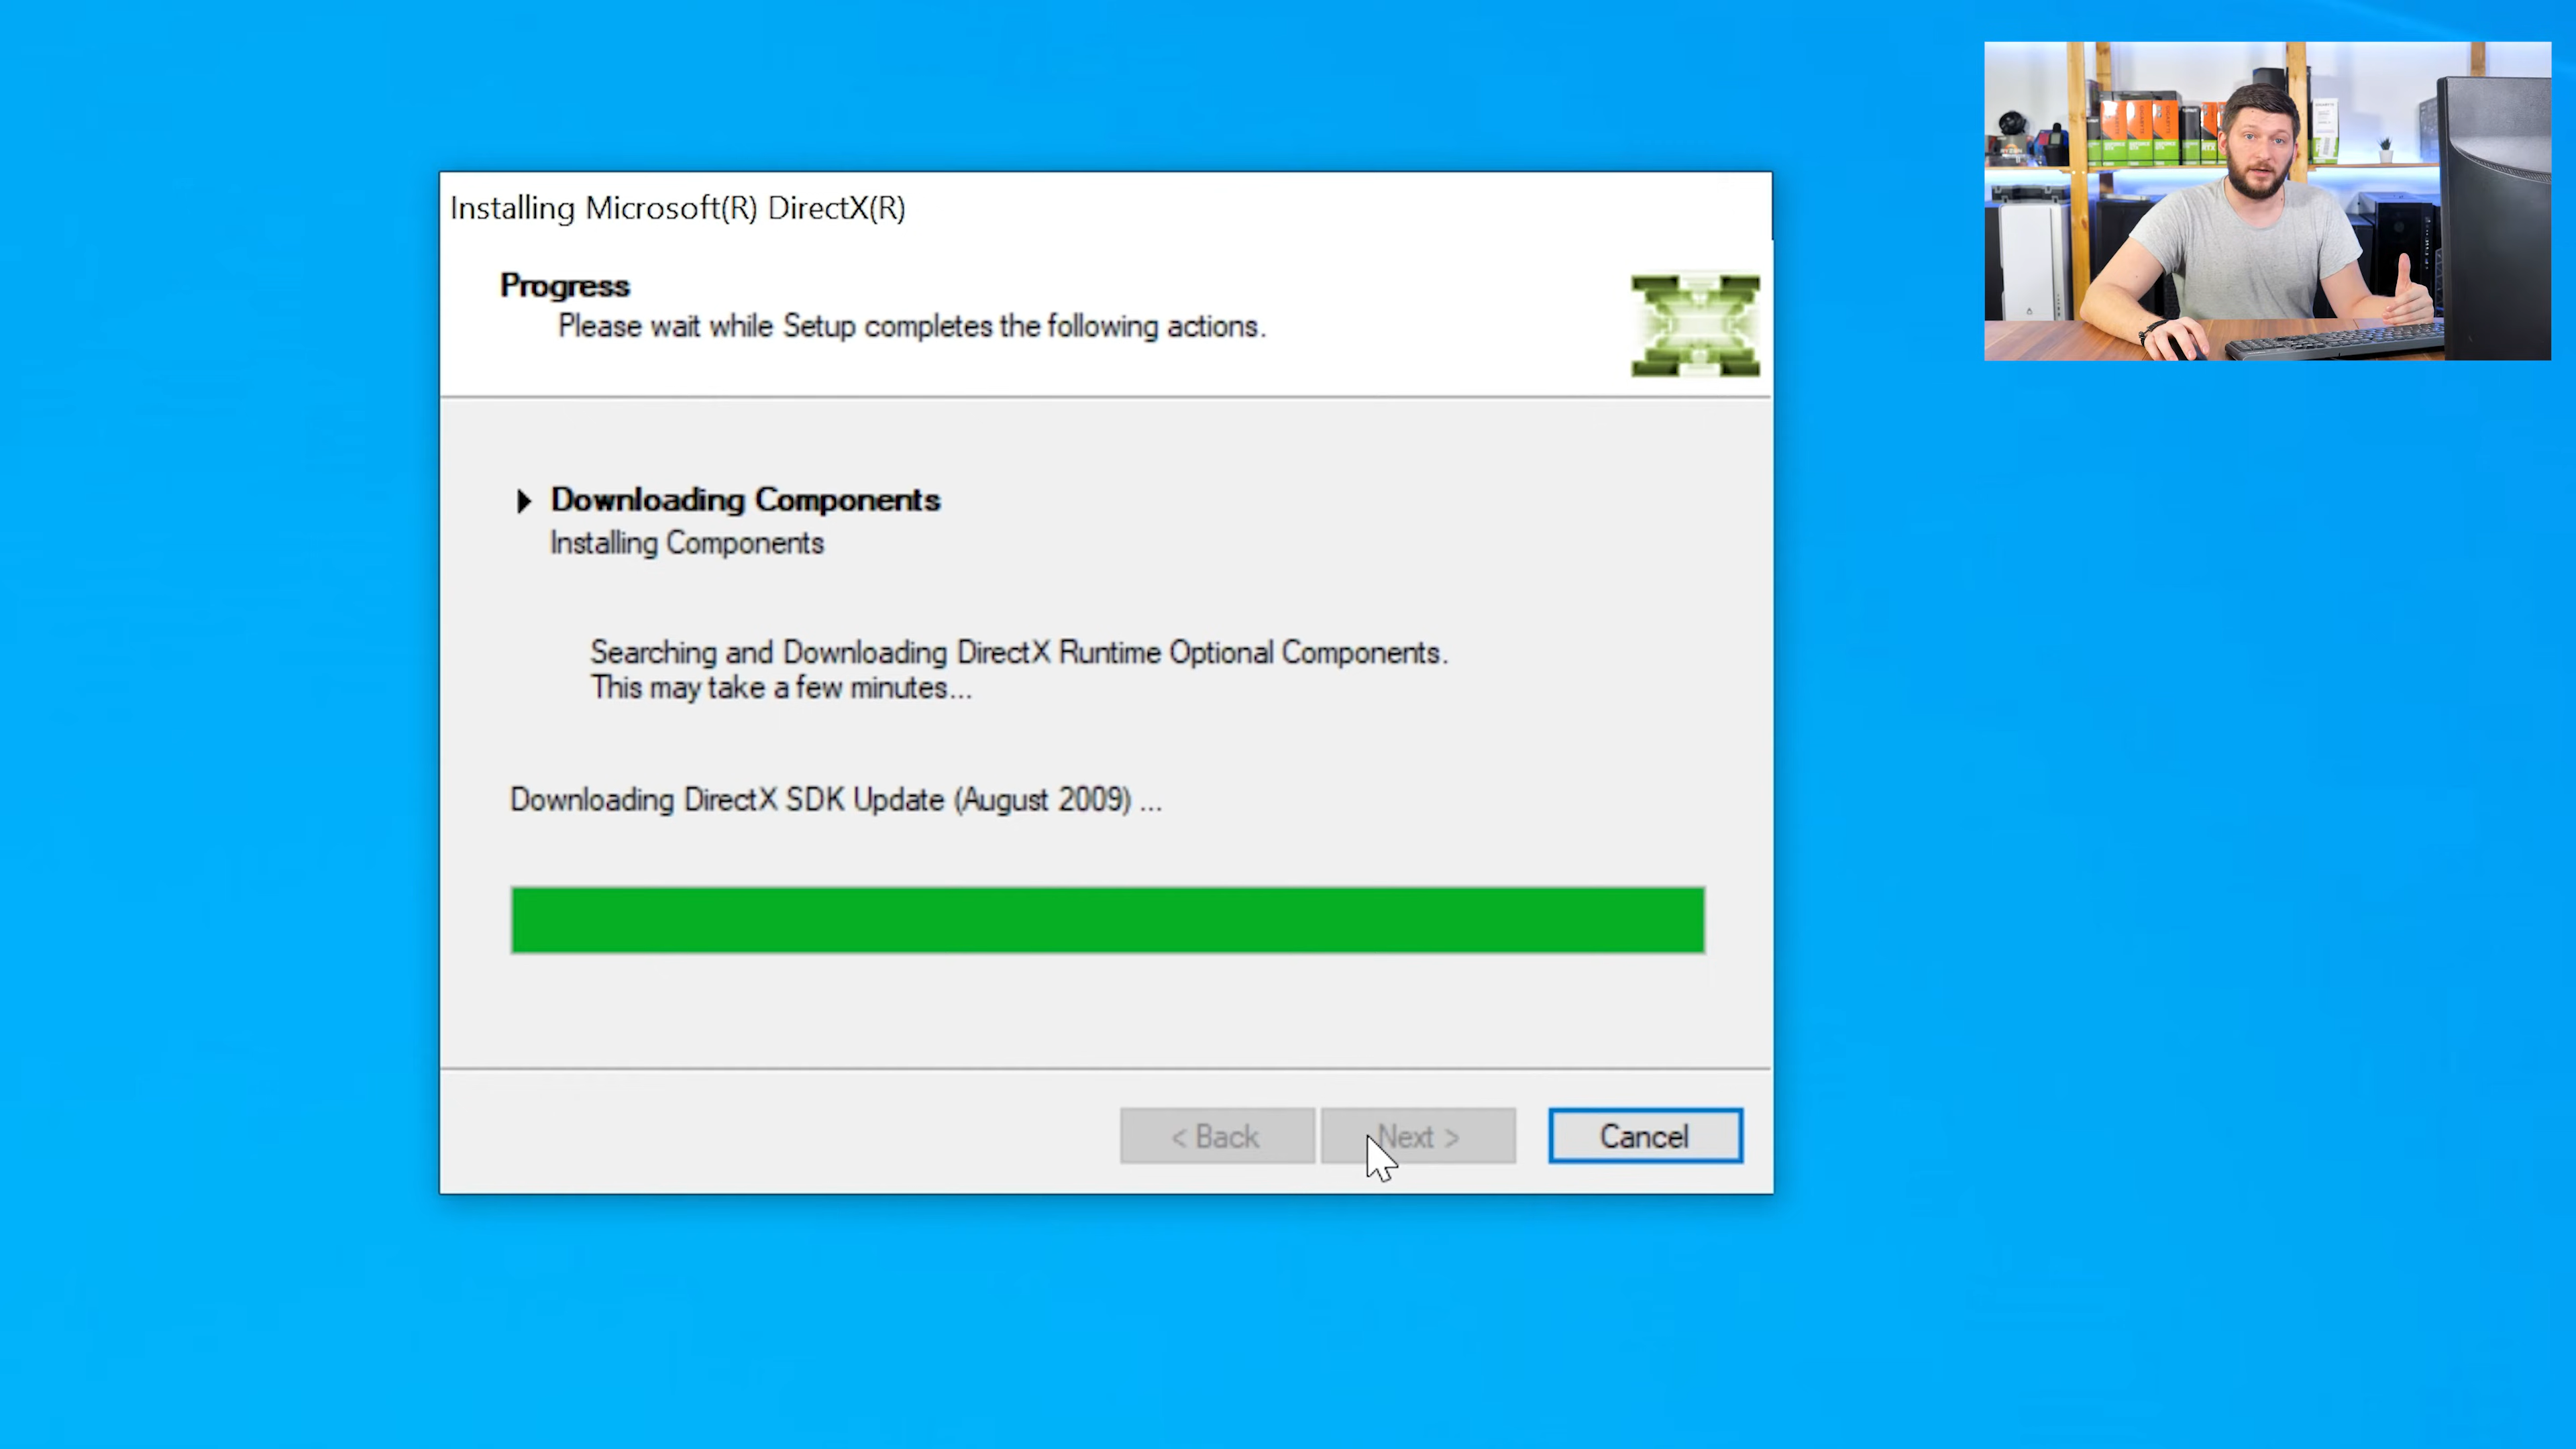 Installing Microsoft(R) DirectX(R)
Progress
Please wait while Setup completes the following actions.
Downloading Components
Installing Components
Searching and Downloading DirectX Runtime Optional Components.
This may take a few minutes...
Downloading DirectX SDK Update (August 2009) ...
< Back
Next >
Cancel